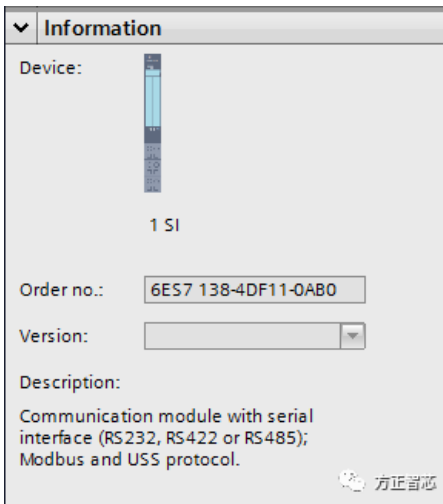 Information
Device:
1 SI
Order no.:
6ES7 138-4DF11-0AB0
Version:
Description:
Communication module with serial
interface (RS232, RS422 or RS485);
Modbus and USS protocol.
方正智芯